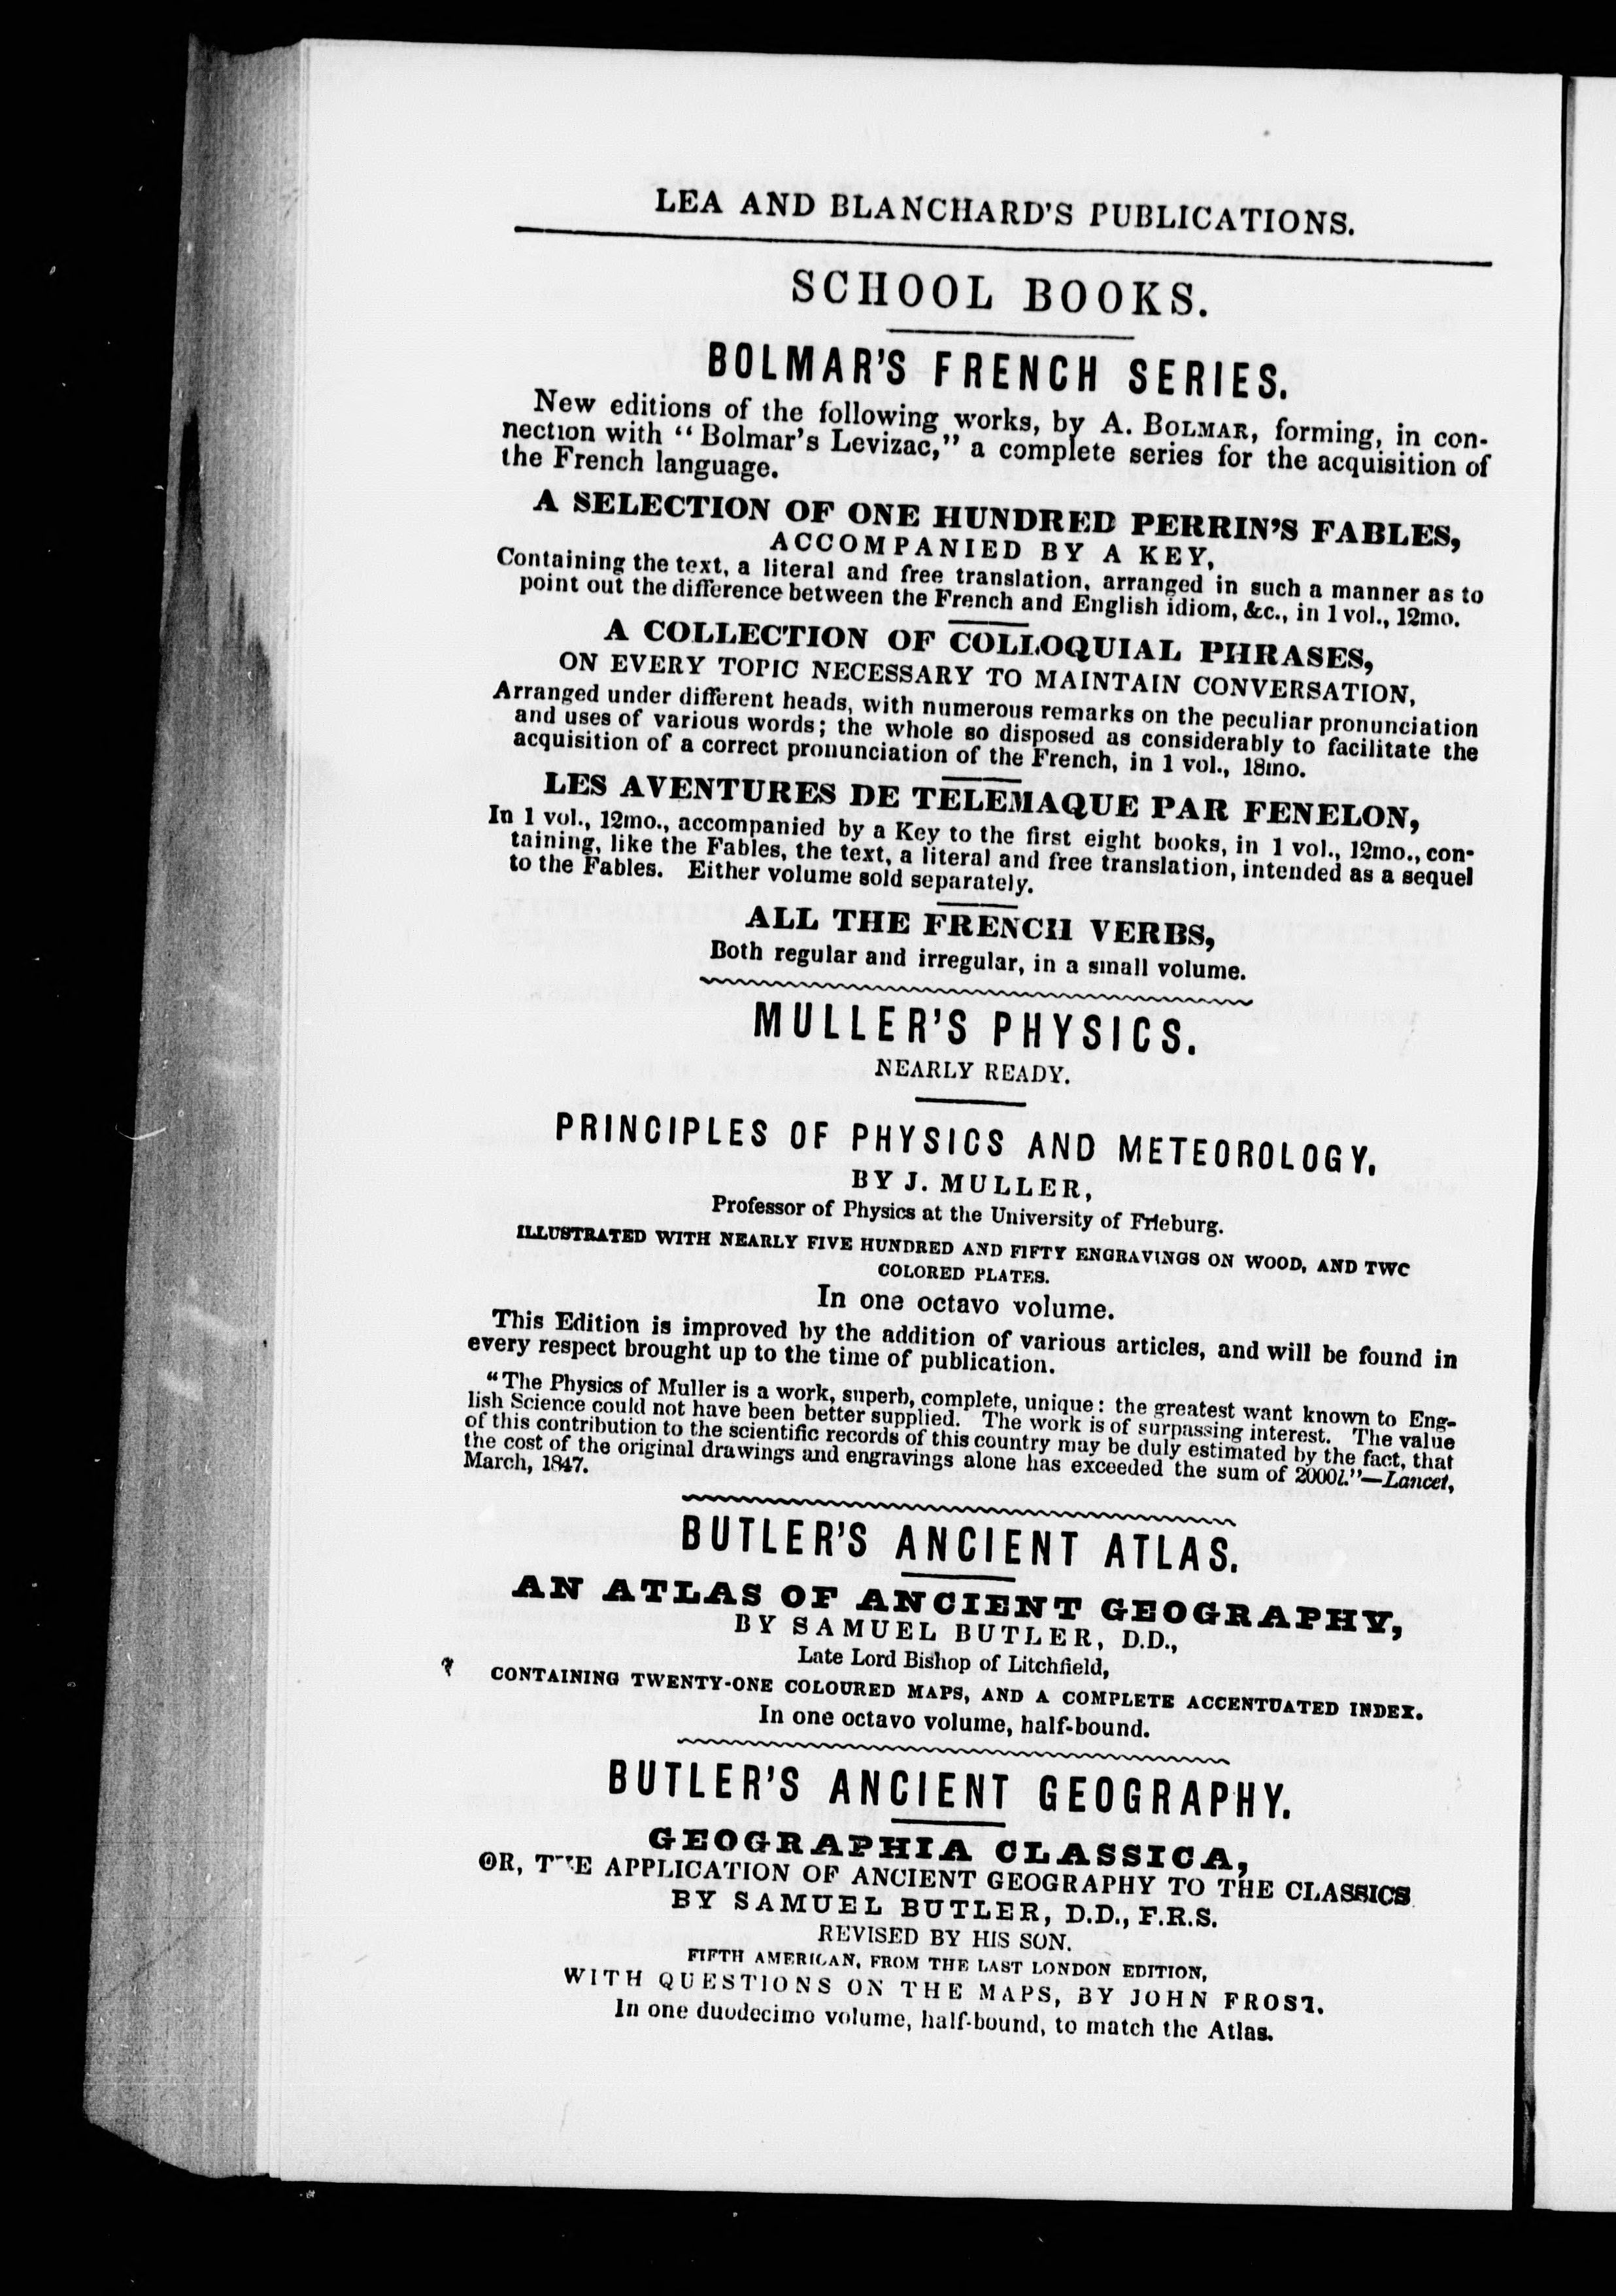 LEA AND BLANCHARD'S PUBLICATIONS.
SCHOOL BOOKS.
BOLMAR'S FRENCH SERIES.
New editions of the following works, by A. BOLMAR, forming, in con-
nection with "Bolmar's Levizac," a complete series for the acquisition of
the French language.
A SELECTION OF ONE HUNDRED PERRIN'S FABLES,
ACCOMPANIED BY A KEY,
Containing the text, a literal and free translation, arranged in such a manner as to
point out the difference between the French and English idiom, &c., in 1 vol., 12mo.
A COLLECTION OF COLLOQUIAL PHRASES,
ON EVERY TOPIC NECESSARY TO MAINTAIN CONVERSATION,
Arranged under different heads, with numerous remarks on the peculiar pronunciation
and uses of various words; the whole so disposed as considerably to facilitate the
acquisition of a correct pronunciation of the French, in 1 vol., 18mo.
LES AVENTURES DE TELEMAQUE PAR FENELON,
In 1 vol., 12mo., accompanied by a Key to the first eight books, in 1 vol., 12mo., con-
taining, like the Fables, the text, a literal and free translation, intended as a sequel
to the Fables. Either volume sold separately.
ALL THE FRENCH VERBS,
Both regular and irregular, in a small volume.
MULLER'S PHYSICS.
NEARLY READY.
PRINCIPLES OF PHYSICS AND METEOROLOGY,
BY J. MULLER,
Professor of Physics at the University of Frieburg.
ILLUSTRATED WITH NEARLY FIVE HUNDRED AND FIFTY ENGRAVINGS ON WOOD, AND TWO
COLORED PLATES.
In one octavo volume.
This Edition is improved by the addition of various articles, and will be found in
every respect brought up to the time of publication.
"The Physics of Muller is a work, superb, complete, unique: the greatest want known to Eng-
lish Science could not have been better supplied. The work is of surpassing interest. The value
of this contribution to the scientific records of this country may be duly estimated by the fact, that
the cost of the original drawings and engravings alone has exceeded the sum of 2000l."—Lancet,
March, 1847.
BUTLER'S ANCIENT ATLAS.
AN ATLAS OF ANCIENT GEOGRAPHY,
BY SAMUEL BUTLER, D.D.,
Late Lord Bishop of Litchfield,
CONTAINING TWENTY-ONE COLOURED MAPS, AND A COMPLETE ACCENTUATED INDEX.
In one octavo volume, half-bound.
BUTLER'S ANCIENT GEOGRAPHY.
GEOGRAPHIA CLASSICA,
OR, THE APPLICATION OF ANCIENT GEOGRAPHY TO THE CLASSICS
BY SAMUEL BUTLER, D.D., F.R.S.
REVISED BY HIS SON.
FIFTH AMERICAN, FROM THE LAST LONDON EDITION,
WITH QUESTIONS ON THE MAPS, BY JOHN FROST.
In one duodecimo volume, half-bound, to match the Atlas.